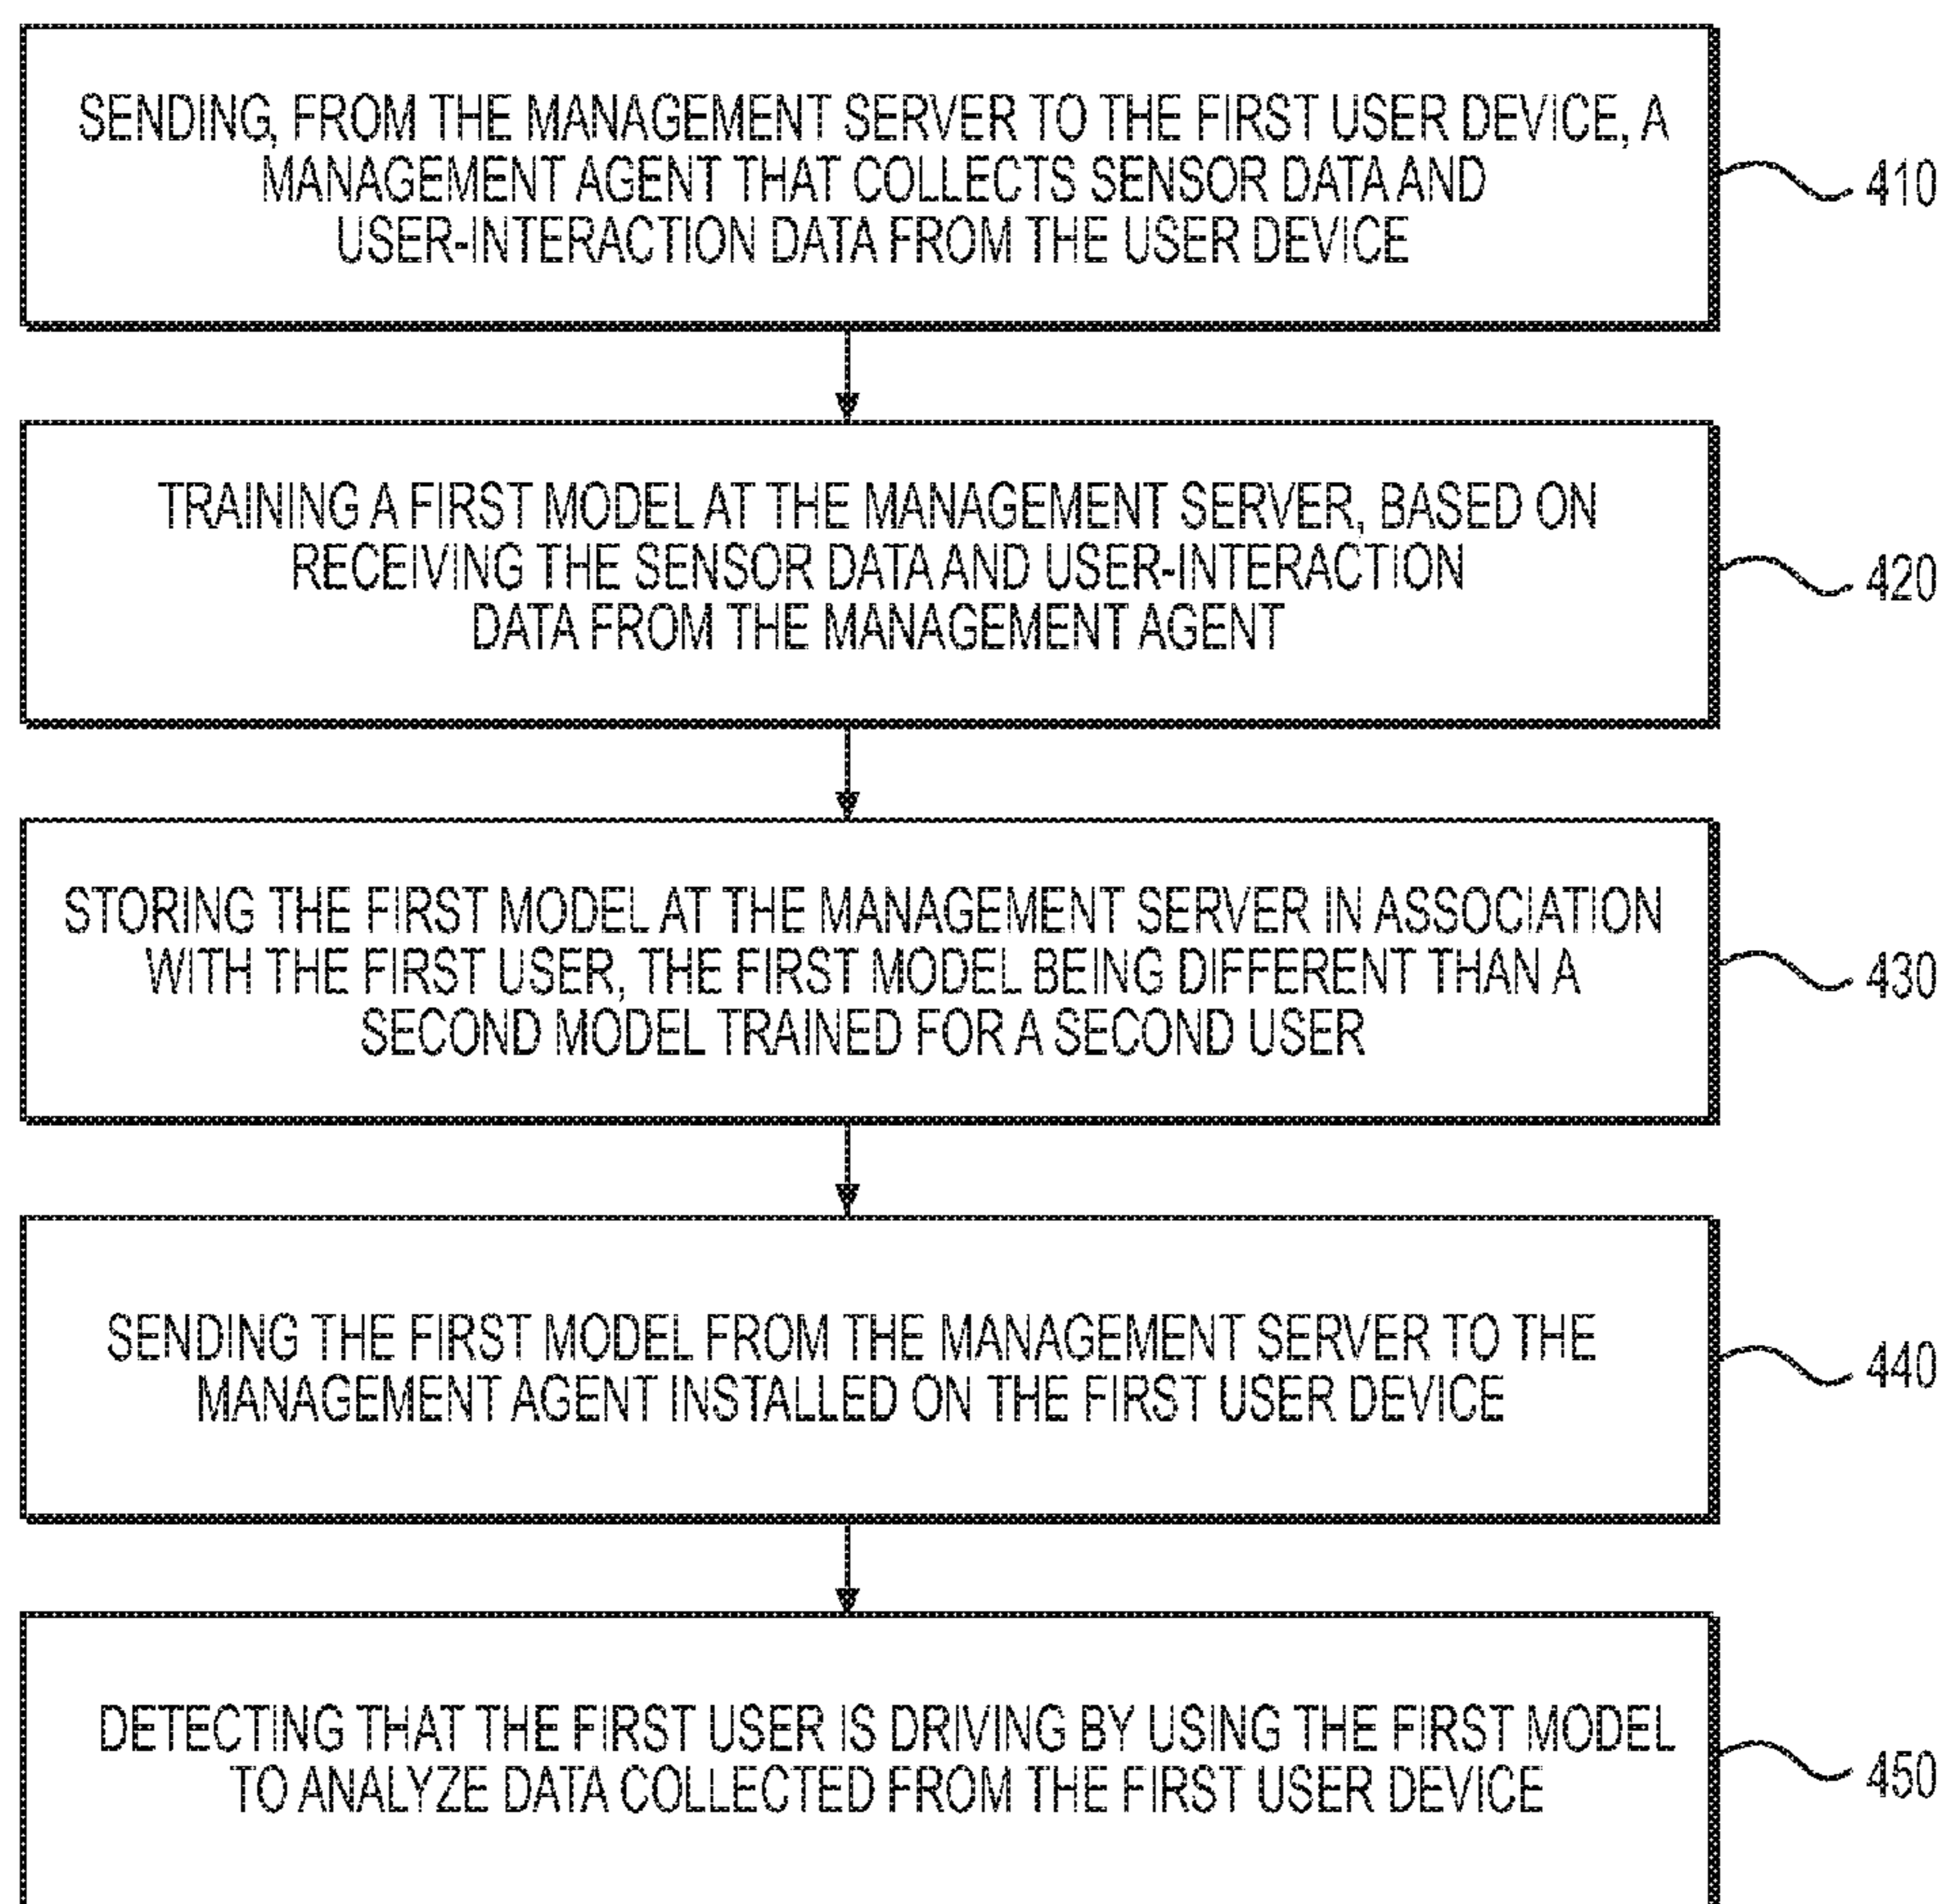 SENDING, FROM THE MANAGEMENT SERVER TO THE FIRST USER DEVICE, A
MANAGEMENT AGENT THAT COLLECTS SENSOR DATA AND
USER-INTERACTION DATA FROM THE USER DEVICE
410
TRAINING A FIRST MODEL AT THE MANAGEMENT SERVER, BASED ON
RECEIVING THE SENSOR DATA AND USER-INTERACTION
DATA FROM THE MANAGEMENT AGENT
420
STORING THE FIRST MODEL AT THE MANAGEMENT SERVER IN ASSOCIATION
WITH THE FIRST USER, THE FIRST MODEL BEING DIFFERENT THAN A
SECOND MODEL TRAINED FOR A SECOND USER
430
SENDING THE FIRST MODEL FROM THE MANAGEMENT SERVER TO THE
MANAGEMENT AGENT INSTALLED ON THE FIRST USER DEVICE
440
DETECTING THAT THE FIRST USER IS DRIVING BY USING THE FIRST MODEL
TO ANALYZE DATA COLLECTED FROM THE FIRST USER DEVICE
450